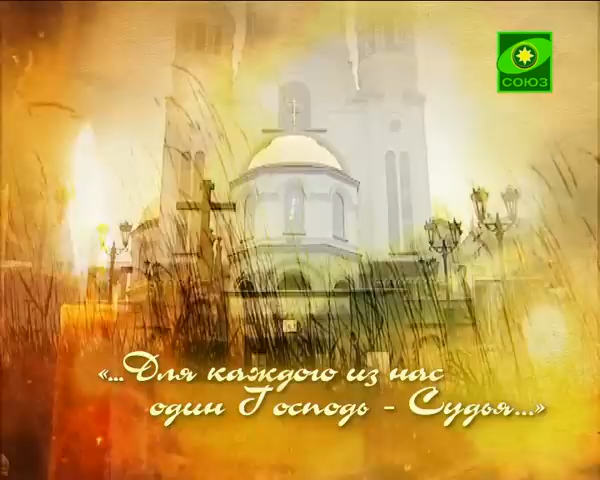 СОЮЗ
«...Для каждого из нас
один Господь - Судья...»